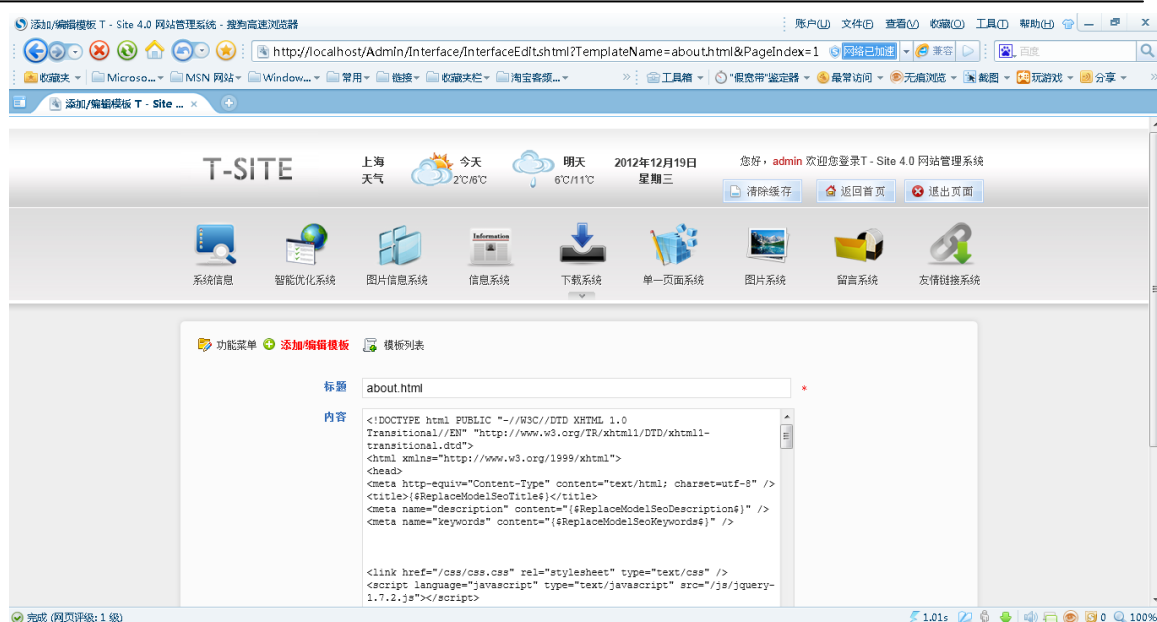 添加/编辑模板 T - Site 4.0 网站管理系统 - 搜狗高速浏览器
账户(U) 文件(F) 查看(V) 收藏(O) 工具(T) 帮助(H)
http://localhost/Admin/Interface/InterfaceEdit.shtml?TemplateName=about.html&PageIndex=1 网络已加速 兼容 百度
收藏夹 Microso... MSN 网站 Window... 常用 链接 收藏夹栏 淘宝客频... » 工具箱 "假宽带"鉴定器 最常访问 无痕浏览 截图 玩游戏 分享 »
添加/编辑模板 T - Site ... ×
T-SITE
上海 今天 明天 2012年12月19日 您好，admin 欢迎您登录T - Site 4.0 网站管理系统
天气 2℃/6℃ 6℃/11℃ 星期三
清除缓存 返回首页 退出页面
Information
系统信息 智能优化系统 图片信息系统 信息系统 下载系统 单一页面系统 图片系统 留言系统 友情链接系统
功能菜单 添加/编辑模板 模板列表
标题 about.html *
内容 <!DOCTYPE html PUBLIC "-//W3C//DTD XHTML 1.0
Transitional//EN" "http://www.w3.org/TR/xhtml1/DTD/xhtml1-
transitional.dtd">
<html xmlns="http://www.w3.org/1999/xhtml">
<head>
<meta http-equiv="Content-Type" content="text/html; charset=utf-8" />
<title>{$ReplaceModelSeoTitle$}</title>
<meta name="description" content="{$ReplaceModelSeoDescription$}" />
<meta name="keywords" content="{$ReplaceModelSeoKeywords$}" />
<link href="/css/css.css" rel="stylesheet" type="text/css" />
<script language="javascript" type="text/javascript" src="/js/jquery-
1.7.2.js"></script>
完成 (网页评级: 1 级) 1.01s 0 100%